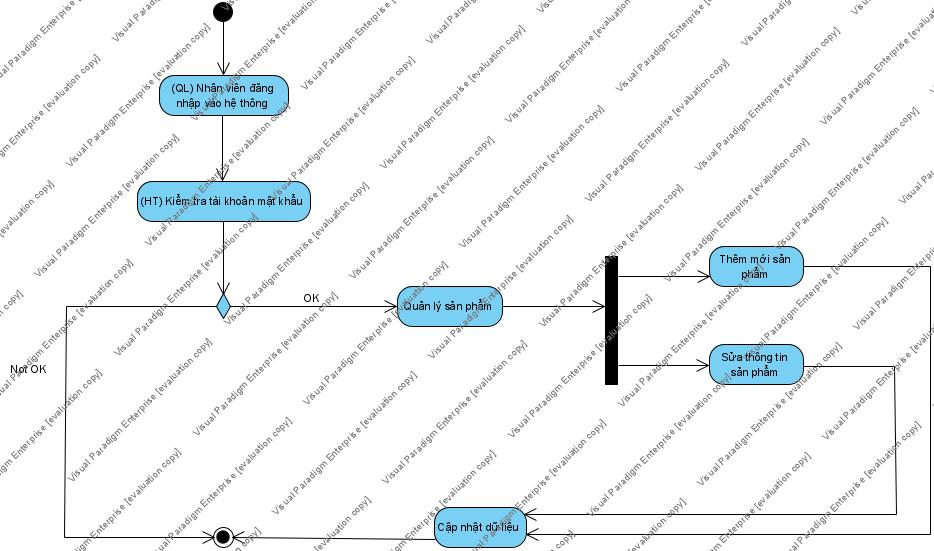 (QL) Nhân viên đăng
nhập vào hệ thông
(HT) Kiểm tra tài khoản mật khẩu
OK
Not OK
Quản lý sản phẩm
Thêm mới sản
phẩm
Sửa thông tin
sản phẩm
Cập nhật dữ liệu
Visual Paradigm Enterprise [evaluation copy]